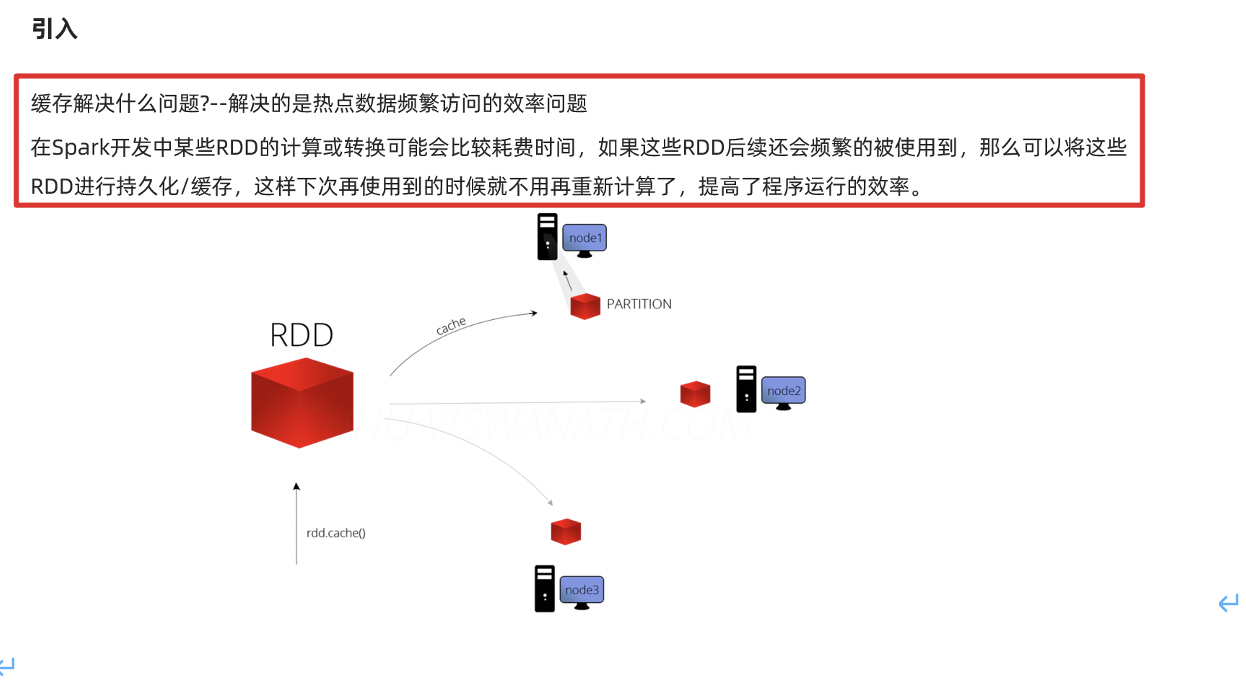 引入
缓存解决什么问题?--解决的是热点数据频繁访问的效率问题
在Spark开发中某些RDD的计算或转换可能会比较耗费时间，如果这些RDD后续还会频繁的被使用到，那么可以将这些
RDD进行持久化/缓存，这样下次再使用到的时候就不用再重新计算了，提高了程序运行的效率。
node1
PARTITION
cache
RDD
node2
rdd.cache()
node3